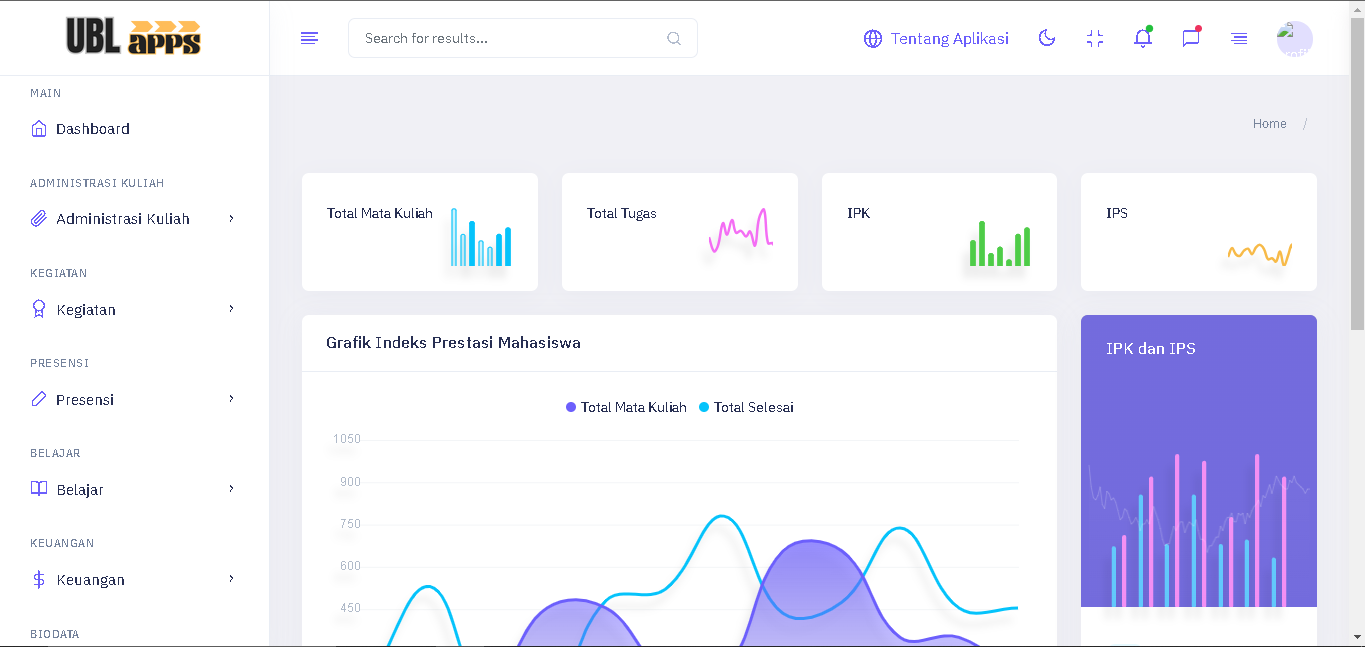 UBL apps
Search for results...
Tentang Aplikasi
MAIN
Dashboard
ADMINISTRASI KULIAH
Administrasi Kuliah
KEGIATAN
Kegiatan
PRESENSI
Presensi
BELAJAR
Belajar
KEUANGAN
Keuangan
BIODATA
Home /
Total Mata Kuliah
Total Tugas
IPK
IPS
Grafik Indeks Prestasi Mahasiswa
Total Mata Kuliah Total Selesai
1050
900
750
600
450
IPK dan IPS